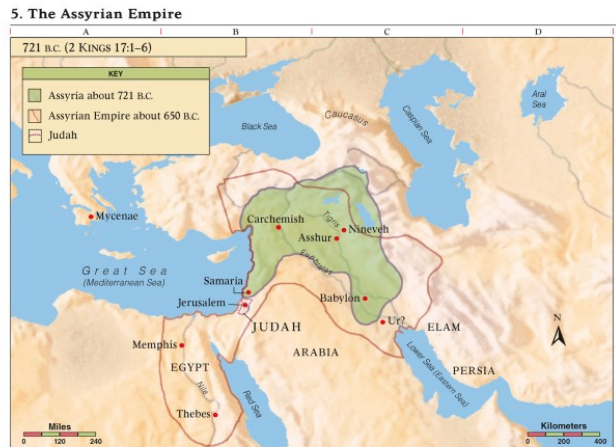 5. The Assyrian Empire
A B C D
721 B.C. (2 KINGS 17:1–6)
KEY
Assyria about 721 B.C.
Assyrian Empire about 650 B.C.
Judah
Aral
Sea
Caspian Sea
Caucasus
Black Sea
Mycenae
Carchemish
Tigris
Nineveh
Asshur
Great Sea
(Mediterranean Sea)
Euphrates
Samaria
Babylon
Jerusalem
Ur?
ELAM
JUDAH
N
Memphis
ARABIA
EGYPT
PERSIA
Lower Sea (Eastern Sea)
Nile
Red Sea
Thebes
Miles
0 120 240
Kilometers
0 200 400